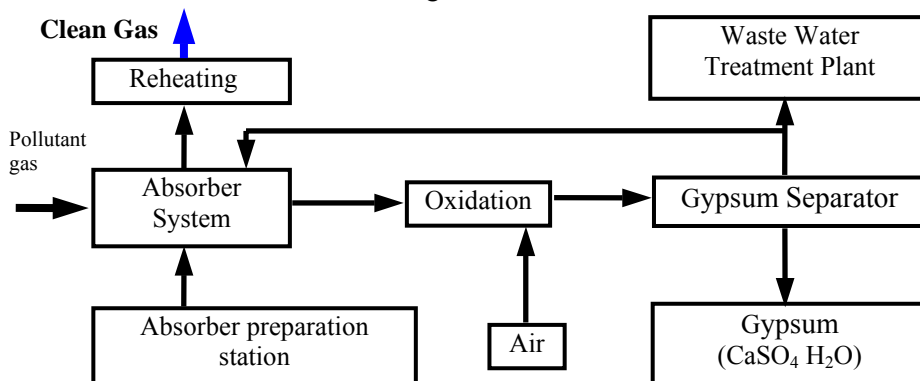 Clean Gas
Waste Water
Treatment Plant
Reheating
Pollutant
gas
Absorber
System
Oxidation
Gypsum Separator
Absorber preparation
station
Air
Gypsum
(CaSO₄ H₂O)